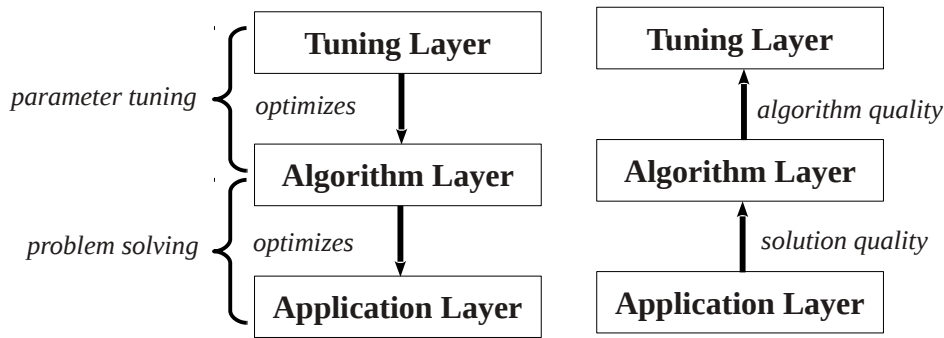 Tuning Layer
parameter tuning
optimizes
Algorithm Layer
problem solving
optimizes
Application Layer
Tuning Layer
algorithm quality
Algorithm Layer
solution quality
Application Layer